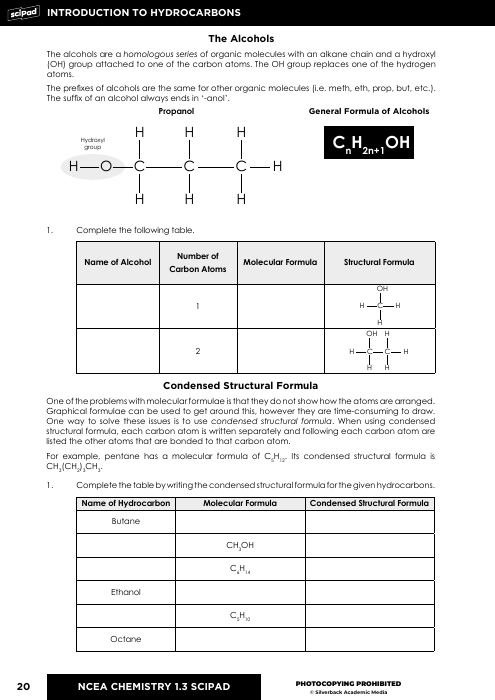 scipad INTRODUCTION TO HYDROCARBONS
The Alcohols
The alcohols are a homologous series of organic molecules with an alkane chain and a hydroxyl
(OH) group attached to one of the carbon atoms. The OH group replaces one of the hydrogen
atoms.
The prefixes of alcohols are the same for other organic molecules (i.e. meth, eth, prop, but, etc.).
The suffix of an alcohol always ends in ‘-anol’.
Propanol
General Formula of Alcohols
Hydroxyl
group
H H H
H O C C C H
H H H
CnH2n+1OH
1. Complete the following table.
Name of Alcohol
Number of
Carbon Atoms
Molecular Formula
Structural Formula
1
OH
H C H
H
2
OH H
H C C H
H H
Condensed Structural Formula
One of the problems with molecular formulae is that they do not show how the atoms are arranged.
Graphical formulae can be used to get around this, however they are time-consuming to draw.
One way to solve these issues is to use condensed structural formula. When using condensed
structural formula, each carbon atom is written separately and following each carbon atom are
listed the other atoms that are bonded to that carbon atom.
For example, pentane has a molecular formula of C5H12. Its condensed structural formula is
CH3(CH2)3CH3.
1. Complete the table by writing the condensed structural formula for the given hydrocarbons.
Name of Hydrocarbon Molecular Formula Condensed Structural Formula
Butane
CH3OH
C6H14
Ethanol
C5H10
Octane
20 NCEA CHEMISTRY 1.3 SCIPAD
PHOTOCOPYING PROHIBITED
© Silverback Academic Media